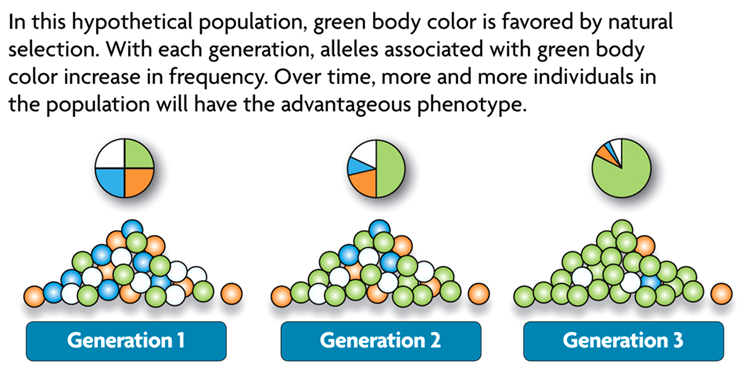 In this hypothetical population, green body color is favored by natural
selection. With each generation, alleles associated with green body
color increase in frequency. Over time, more and more individuals in
the population will have the advantageous phenotype.
Generation 1
Generation 2
Generation 3